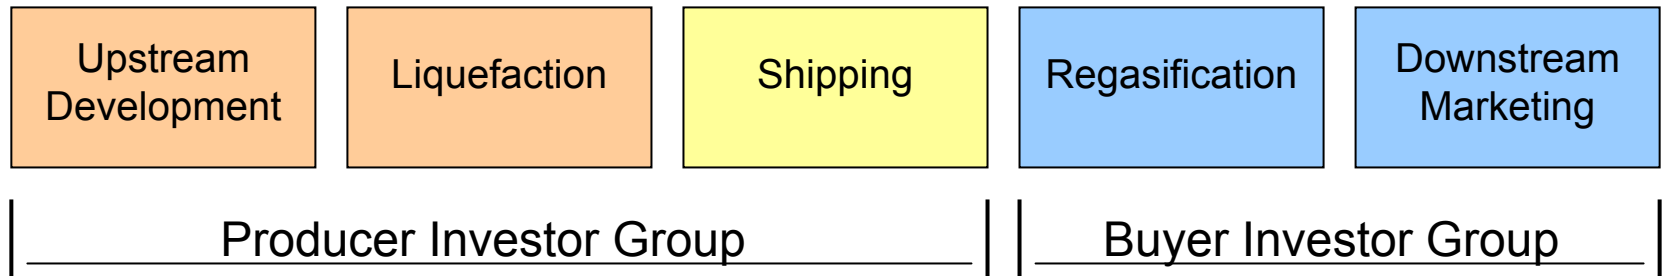 Upstream
Development
Liquefaction
Shipping
Regasification
Downstream
Marketing
Producer Investor Group
Buyer Investor Group